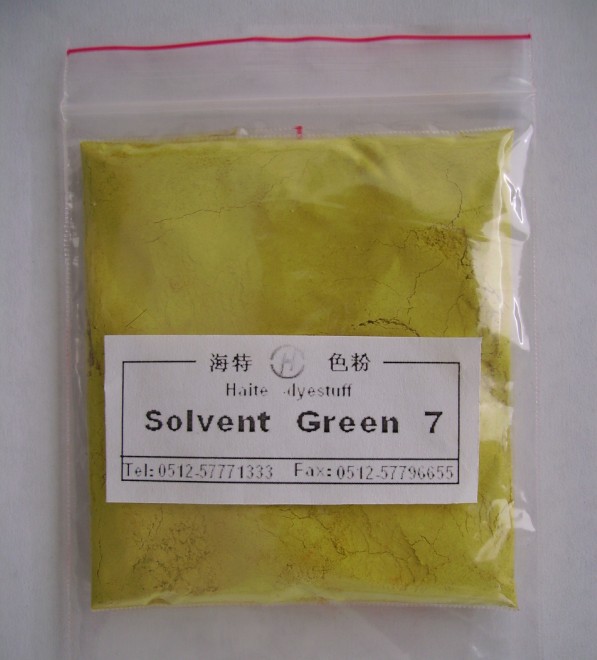 海特 H 色粉
Haite dyestuff
Solvent Green 7
Tel: 0512-57771333 Fax: 0512-57796655